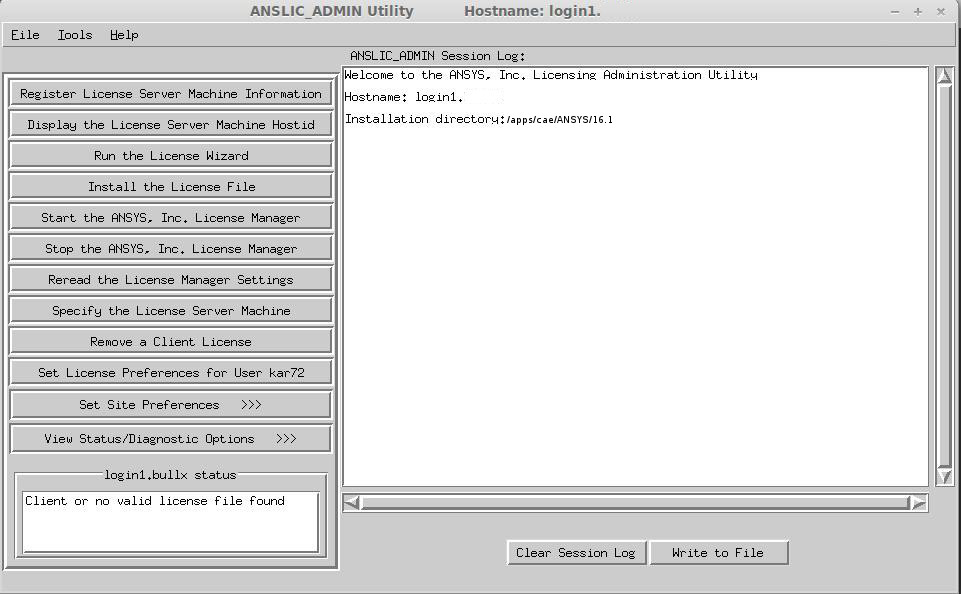 ANSLIC_ADMIN Utility Hostname: login1.
File Tools Help
ANSLIC_ADMIN Session Log:
Register License Server Machine Information
Display the License Server Machine Hostid
Run the License Wizard
Install the License File
Start the ANSYS, Inc. License Manager
Stop the ANSYS, Inc. License Manager
Reread the License Manager Settings
Specify the License Server Machine
Remove a Client License
Set License Preferences for User kar72
Set Site Preferences >>>
View Status/Diagnostic Options >>>
login1.bullx status
Client or no valid license file found
Welcome to the ANSYS, Inc. Licensing Administration Utility
Hostname: login1.
Installation directory:/apps/cae/ANSYS/16.1
Clear Session Log Write to File